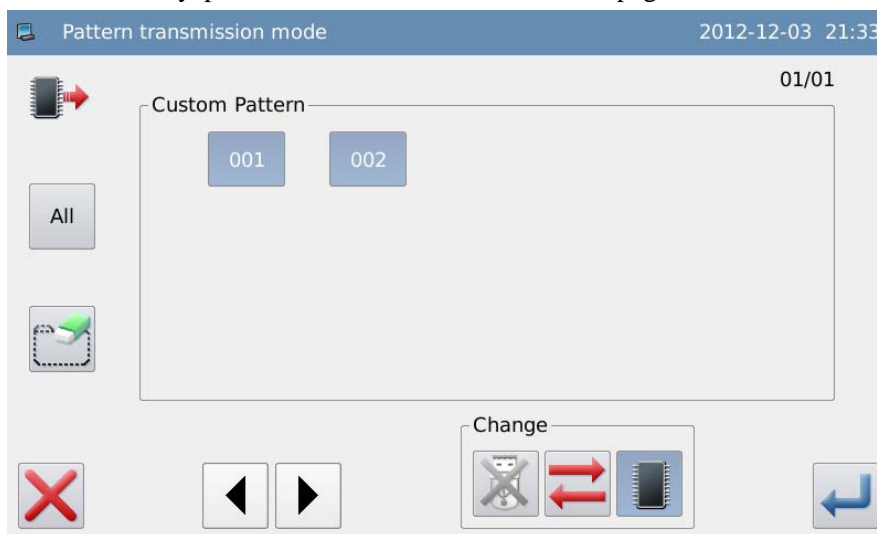 Pattern transmission mode 2012-12-03 21:33
01/01
Custom Pattern
001 002
All
Change